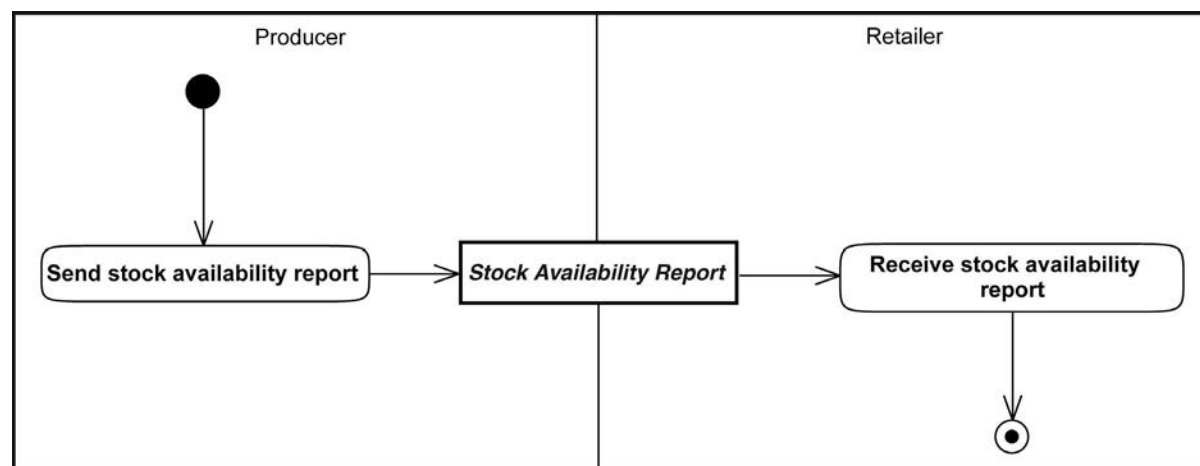 Producer
Retailer
Send stock availability report
Stock Availability Report
Receive stock availability
report